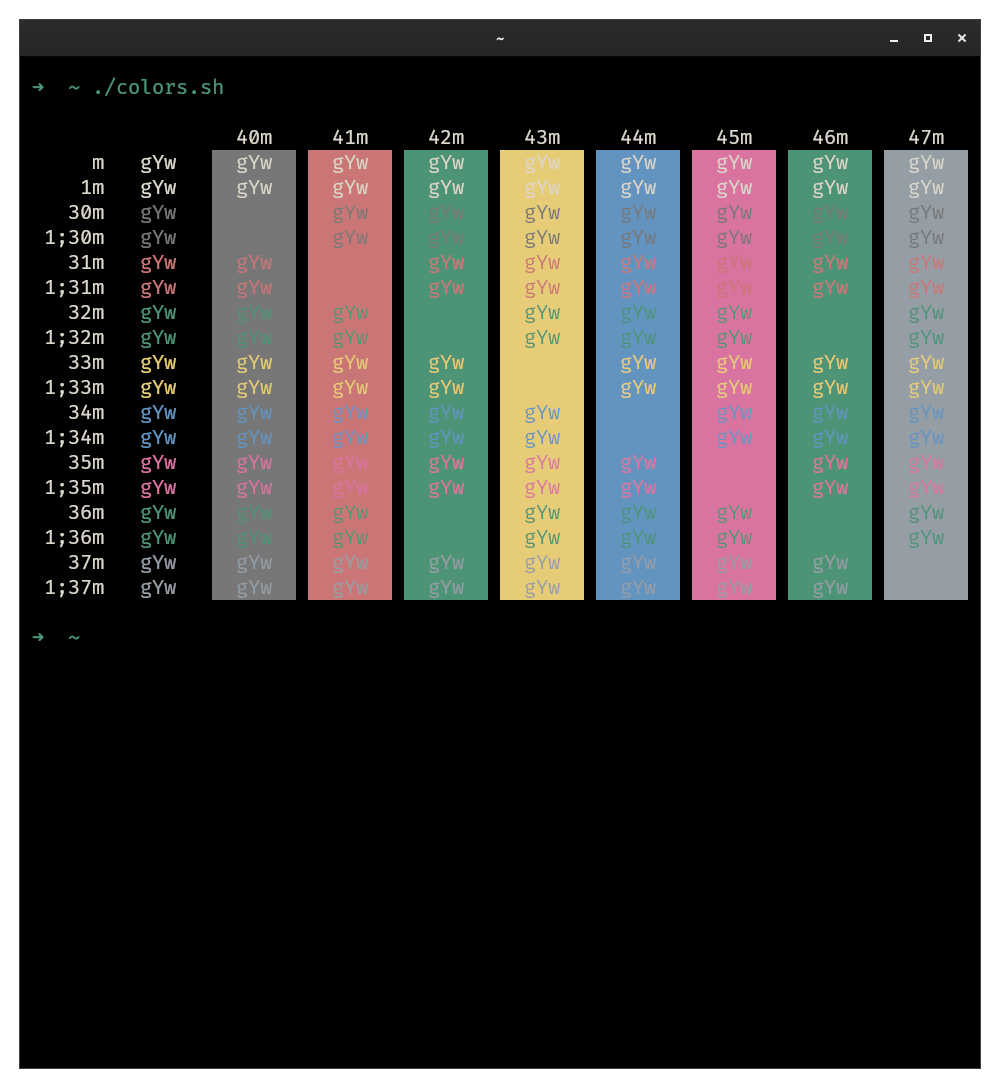 ~
➜ ~ ./colors.sh
40m 41m 42m 43m 44m 45m 46m 47m
m gYw gYw gYw gYw gYw gYw gYw gYw gYw
1m gYw gYw gYw gYw gYw gYw gYw gYw gYw
30m gYw gYw gYw gYw gYw gYw gYw gYw
1;30m gYw gYw gYw gYw gYw gYw gYw gYw
31m gYw gYw gYw gYw gYw gYw gYw gYw
1;31m gYw gYw gYw gYw gYw gYw gYw gYw
32m gYw gYw gYw gYw gYw gYw gYw
1;32m gYw gYw gYw gYw gYw gYw gYw
33m gYw gYw gYw gYw gYw gYw gYw gYw
1;33m gYw gYw gYw gYw gYw gYw gYw gYw
34m gYw gYw gYw gYw gYw gYw gYw gYw
1;34m gYw gYw gYw gYw gYw gYw gYw gYw
35m gYw gYw gYw gYw gYw gYw gYw gYw
1;35m gYw gYw gYw gYw gYw gYw gYw gYw
36m gYw gYw gYw gYw gYw gYw gYw
1;36m gYw gYw gYw gYw gYw gYw gYw
37m gYw gYw gYw gYw gYw gYw gYw gYw
1;37m gYw gYw gYw gYw gYw gYw gYw gYw
➜ ~